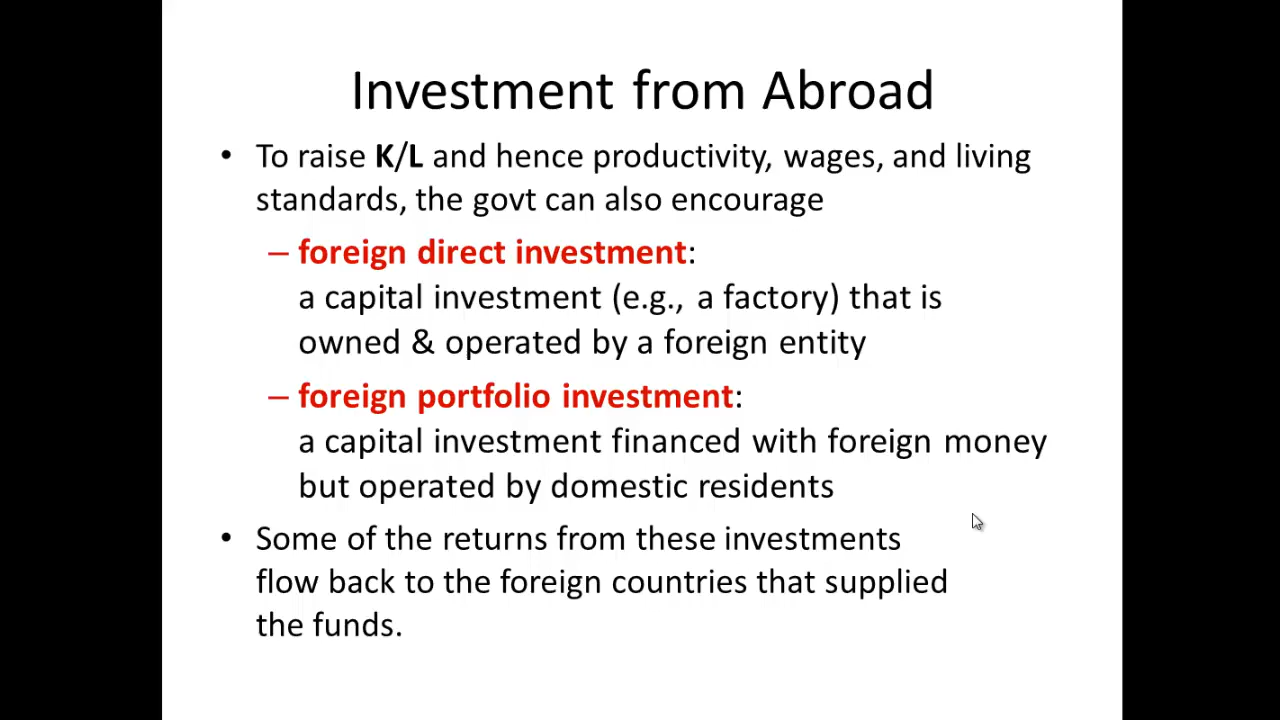 Investment from Abroad
• To raise K/L and hence productivity, wages, and living
standards, the govt can also encourage
– foreign direct investment:
a capital investment (e.g., a factory) that is
owned & operated by a foreign entity
– foreign portfolio investment:
a capital investment financed with foreign money
but operated by domestic residents
• Some of the returns from these investments
flow back to the foreign countries that supplied
the funds.